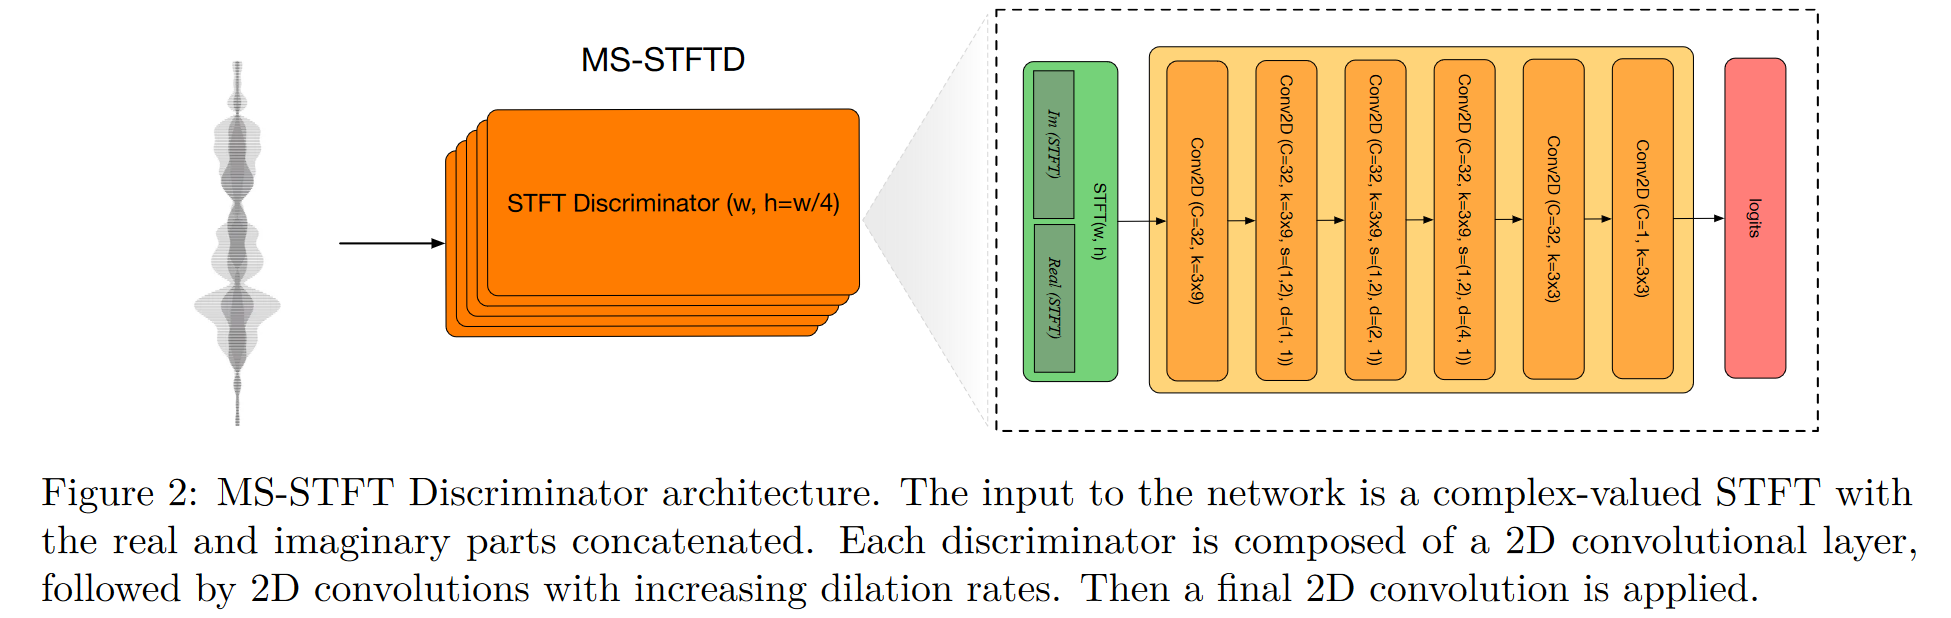 MS-STFTD
STFT Discriminator (w, h=w/4)
Im (STFT)
Real (STFT)
STFT(w, h)
Conv2D (C=32, k=3x9)
Conv2D (C=32, k=3x9, s=(1,2), d=(1, 1))
Conv2D (C=32, k=3x9, s=(1,2), d=(2, 1))
Conv2D (C=32, k=3x9, s=(1,2), d=(4, 1))
Conv2D (C=32, k=3x3)
Conv2D (C=1, k=3x3)
logits
Figure 2: MS-STFT Discriminator architecture. The input to the network is a complex-valued STFT with
the real and imaginary parts concatenated. Each discriminator is composed of a 2D convolutional layer,
followed by 2D convolutions with increasing dilation rates. Then a final 2D convolution is applied.